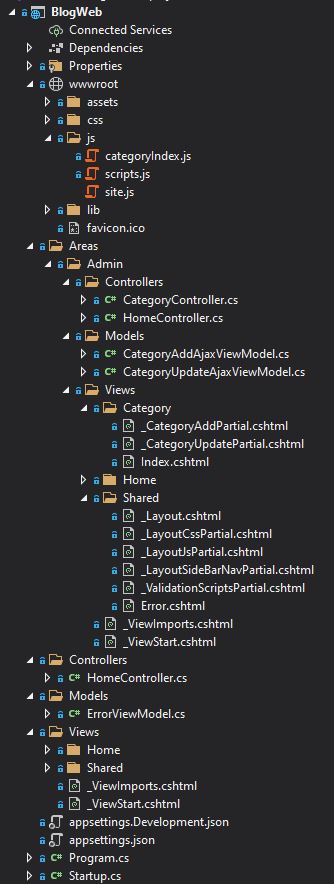 BlogWeb
Connected Services
Dependencies
Properties
wwwroot
assets
css
js
categoryIndex.js
scripts.js
site.js
lib
favicon.ico
Areas
Admin
Controllers
C# CategoryController.cs
C# HomeController.cs
Models
C# CategoryAddAjaxViewModel.cs
C# CategoryUpdateAjaxViewModel.cs
Views
Category
_CategoryAddPartial.cshtml
_CategoryUpdatePartial.cshtml
Index.cshtml
Home
Shared
_Layout.cshtml
_LayoutCssPartial.cshtml
_LayoutJsPartial.cshtml
_LayoutSideBarNavPartial.cshtml
_ValidationScriptsPartial.cshtml
Error.cshtml
_ViewImports.cshtml
_ViewStart.cshtml
Controllers
C# HomeController.cs
Models
C# ErrorViewModel.cs
Views
Home
Shared
_ViewImports.cshtml
_ViewStart.cshtml
appsettings.Development.json
appsettings.json
C# Program.cs
C# Startup.cs